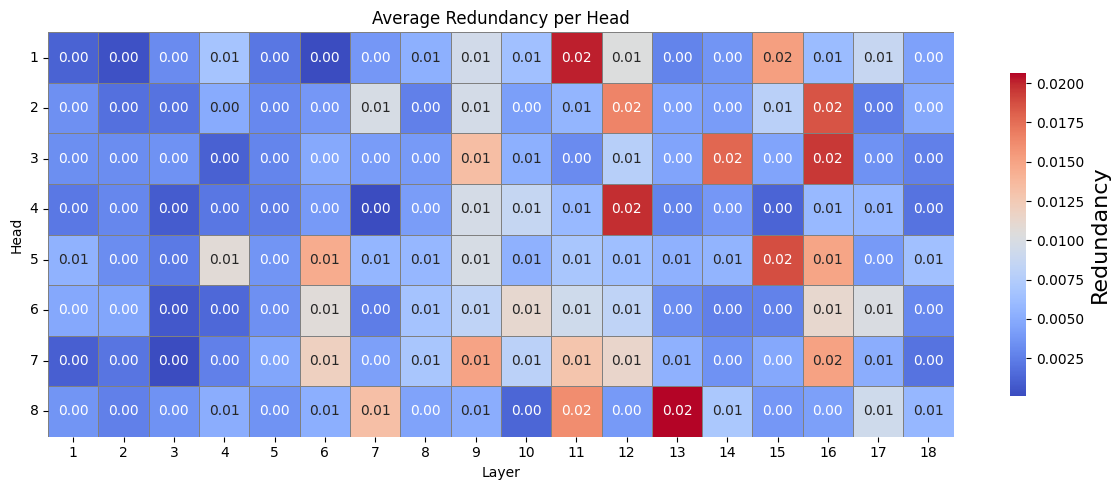 Average Redundancy per Head
1 0.00 0.00 0.00 0.01 0.00 0.00 0.00 0.01 0.01 0.01 0.02 0.01 0.00 0.00 0.02 0.01 0.01 0.00
2 0.00 0.00 0.00 0.00 0.00 0.00 0.01 0.00 0.01 0.00 0.01 0.02 0.00 0.00 0.01 0.02 0.00 0.00
3 0.00 0.00 0.00 0.00 0.00 0.00 0.00 0.00 0.01 0.01 0.00 0.01 0.00 0.02 0.00 0.02 0.00 0.00
4 0.00 0.00 0.00 0.00 0.00 0.00 0.00 0.00 0.01 0.01 0.01 0.02 0.00 0.00 0.00 0.01 0.01 0.00
5 0.01 0.00 0.00 0.01 0.00 0.01 0.01 0.01 0.01 0.01 0.01 0.01 0.01 0.01 0.02 0.01 0.00 0.01
6 0.00 0.00 0.00 0.00 0.00 0.01 0.00 0.01 0.01 0.01 0.01 0.01 0.00 0.00 0.00 0.01 0.01 0.00
7 0.00 0.00 0.00 0.00 0.00 0.01 0.00 0.01 0.01 0.01 0.01 0.01 0.01 0.00 0.00 0.02 0.01 0.00
8 0.00 0.00 0.00 0.01 0.00 0.01 0.01 0.00 0.01 0.00 0.02 0.00 0.02 0.01 0.00 0.00 0.01 0.01
Head
1 2 3 4 5 6 7 8 9 10 11 12 13 14 15 16 17 18
Layer
0.0200
0.0175
0.0150
0.0125
0.0100
0.0075
0.0050
0.0025
Redundancy